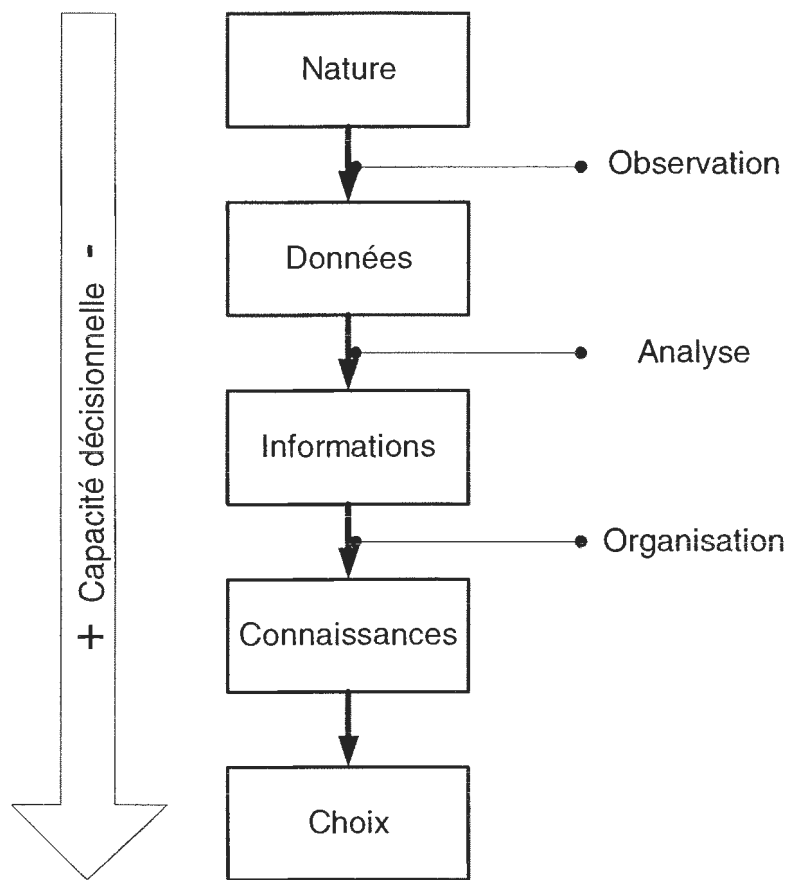 Nature
Observation
Données
Analyse
Informations
Organisation
Connaissances
Choix
+ Capacité décisionnelle -